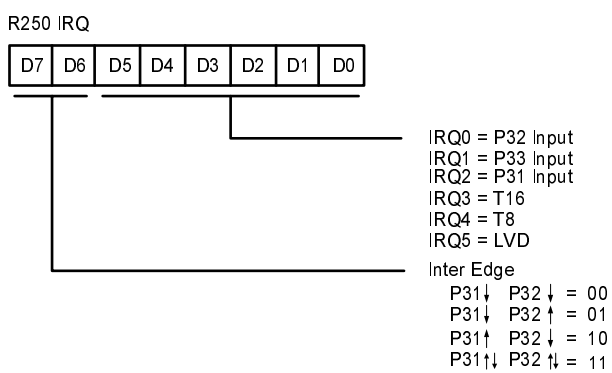 R250 IRQ
D7 D6 D5 D4 D3 D2 D1 D0
IRQ0 = P32 Input
IRQ1 = P33 Input
IRQ2 = P31 Input
IRQ3 = T16
IRQ4 = T8
IRQ5 = LVD
Inter Edge
P31↓ P32 ↓ = 00
P31↓ P32 ↑ = 01
P31↑ P32 ↓ = 10
P31↑↓ P32 ↑↓ = 11